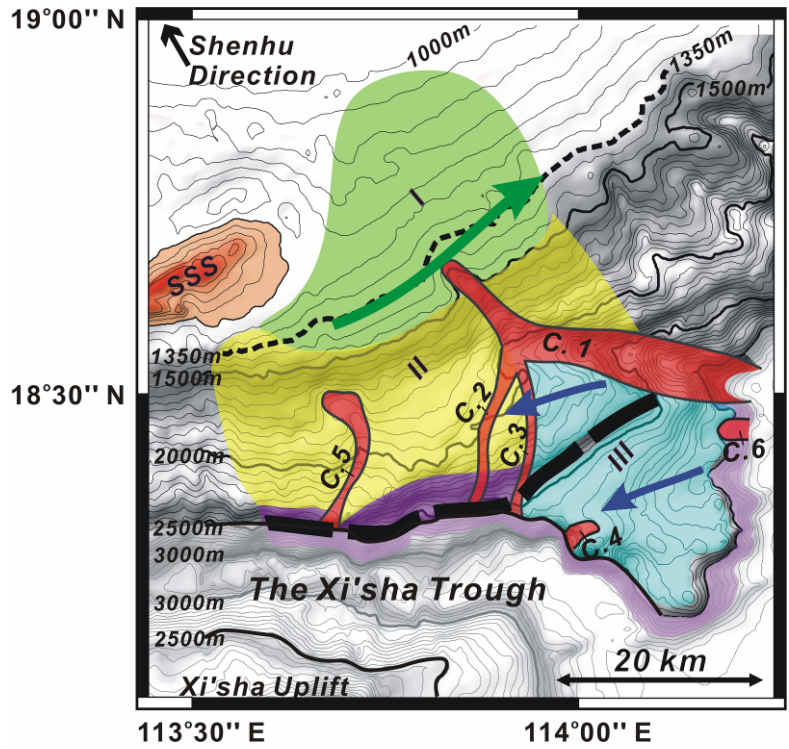 19°00'' N
Shenhu
Direction
1000m
1350m
1500m
I
SSS
1350m
1500m
II
C. 1
18°30'' N
C.2
C.3
C.5
C.6
III
2000m
C.4
2500m
3000m
The Xi'sha Trough
3000m
2500m
20 km
Xi'sha Uplift
113°30'' E
114°00'' E